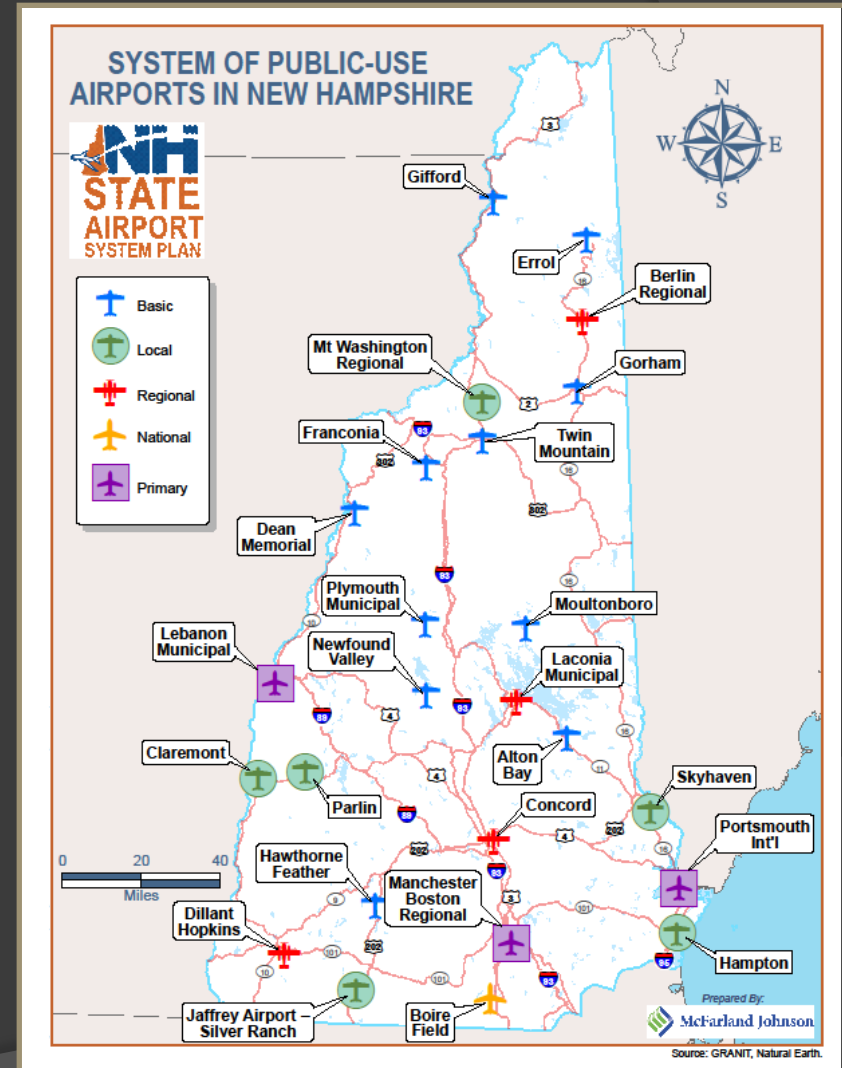 SYSTEM OF PUBLIC-USE
AIRPORTS IN NEW HAMPSHIRE
NH
STATE
AIRPORT
SYSTEM PLAN
N
W
E
S
3
Gifford
Errol
16
Berlin
Regional
Basic
Local
Regional
National
Primary
Mt Washington
Regional
Gorham
2
93
Franconia
Twin
Mountain
302
16
302
Dean
Memorial
93
16
Plymouth
Municipal
Moultonboro
10
Lebanon
Municipal
Newfound
Valley
Laconia
Municipal
89
4
93
16
Alton
Bay
11
Claremont
Parlin
4
Skyhaven
Concord
89
4
202
16
Portsmouth
Int'l
202
0 20 40
Miles
Hawthorne
Feather
93
Manchester
Boston
Regional
3
9
101
Dillant
Hopkins
202
101
10
101
93
95
Hampton
Jaffrey Airport –
Silver Ranch
Boire
Field
Prepared By:
McFarland Johnson
Source: GRANIT, Natural Earth.